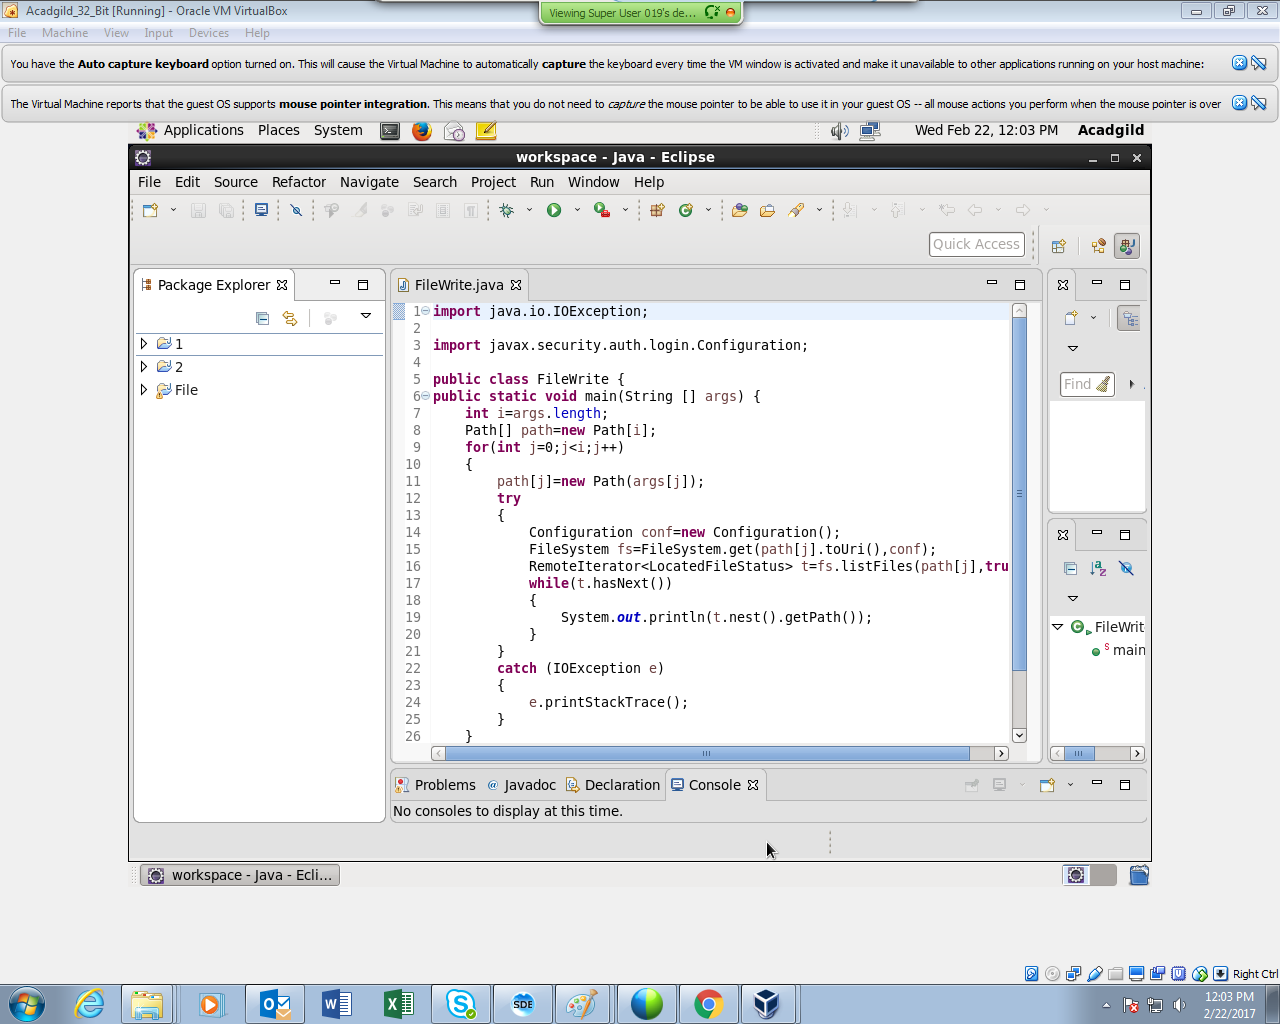 Acadgild_32_Bit [Running] - Oracle VM VirtualBox
Viewing Super User 019's de...
File Machine View Input Devices Help
You have the Auto capture keyboard option turned on. This will cause the Virtual Machine to automatically capture the keyboard every time the VM window is activated and make it unavailable to other applications running on your host machine:
The Virtual Machine reports that the guest OS supports mouse pointer integration. This means that you do not need to capture the mouse pointer to be able to use it in your guest OS -- all mouse actions you perform when the mouse pointer is over
Applications Places System Wed Feb 22, 12:03 PM Acadgild
workspace - Java - Eclipse
File Edit Source Refactor Navigate Search Project Run Window Help
Quick Access
Package Explorer
1
2
File
FileWrite.java
1 import java.io.IOException;
2
3 import javax.security.auth.login.Configuration;
4
5 public class FileWrite {
6 public static void main(String [] args) {
7 int i=args.length;
8 Path[] path=new Path[i];
9 for(int j=0;j<i;j++)
10 {
11 path[j]=new Path(args[j]);
12 try
13 {
14 Configuration conf=new Configuration();
15 FileSystem fs=FileSystem.get(path[j].toUri(),conf);
16 RemoteIterator<LocatedFileStatus> t=fs.listFiles(path[j],tru
17 while(t.hasNext())
18 {
19 System.out.println(t.nest().getPath());
20 }
21 }
22 catch (IOException e)
23 {
24 e.printStackTrace();
25 }
26 }
Find
FileWrit
main
Problems Javadoc Declaration Console
No consoles to display at this time.
workspace - Java - Ecli...
Right Ctrl
SDE
12:03 PM
2/22/2017